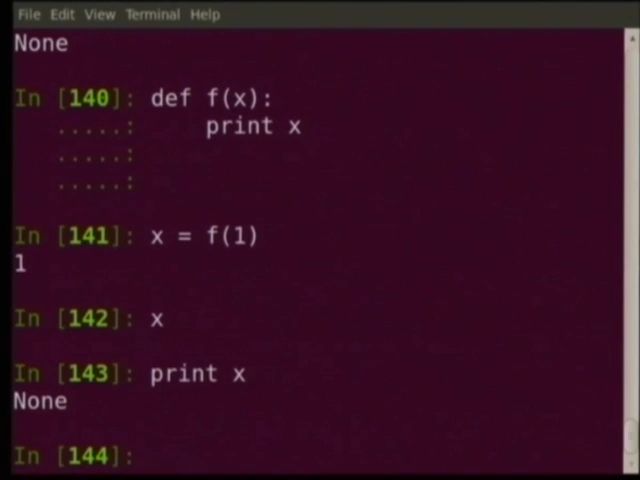 File Edit View Terminal Help
None
In [140]: def f(x):
   .....:     print x
   .....:
   .....:
In [141]: x = f(1)
1
In [142]: x
In [143]: print x
None
In [144]: